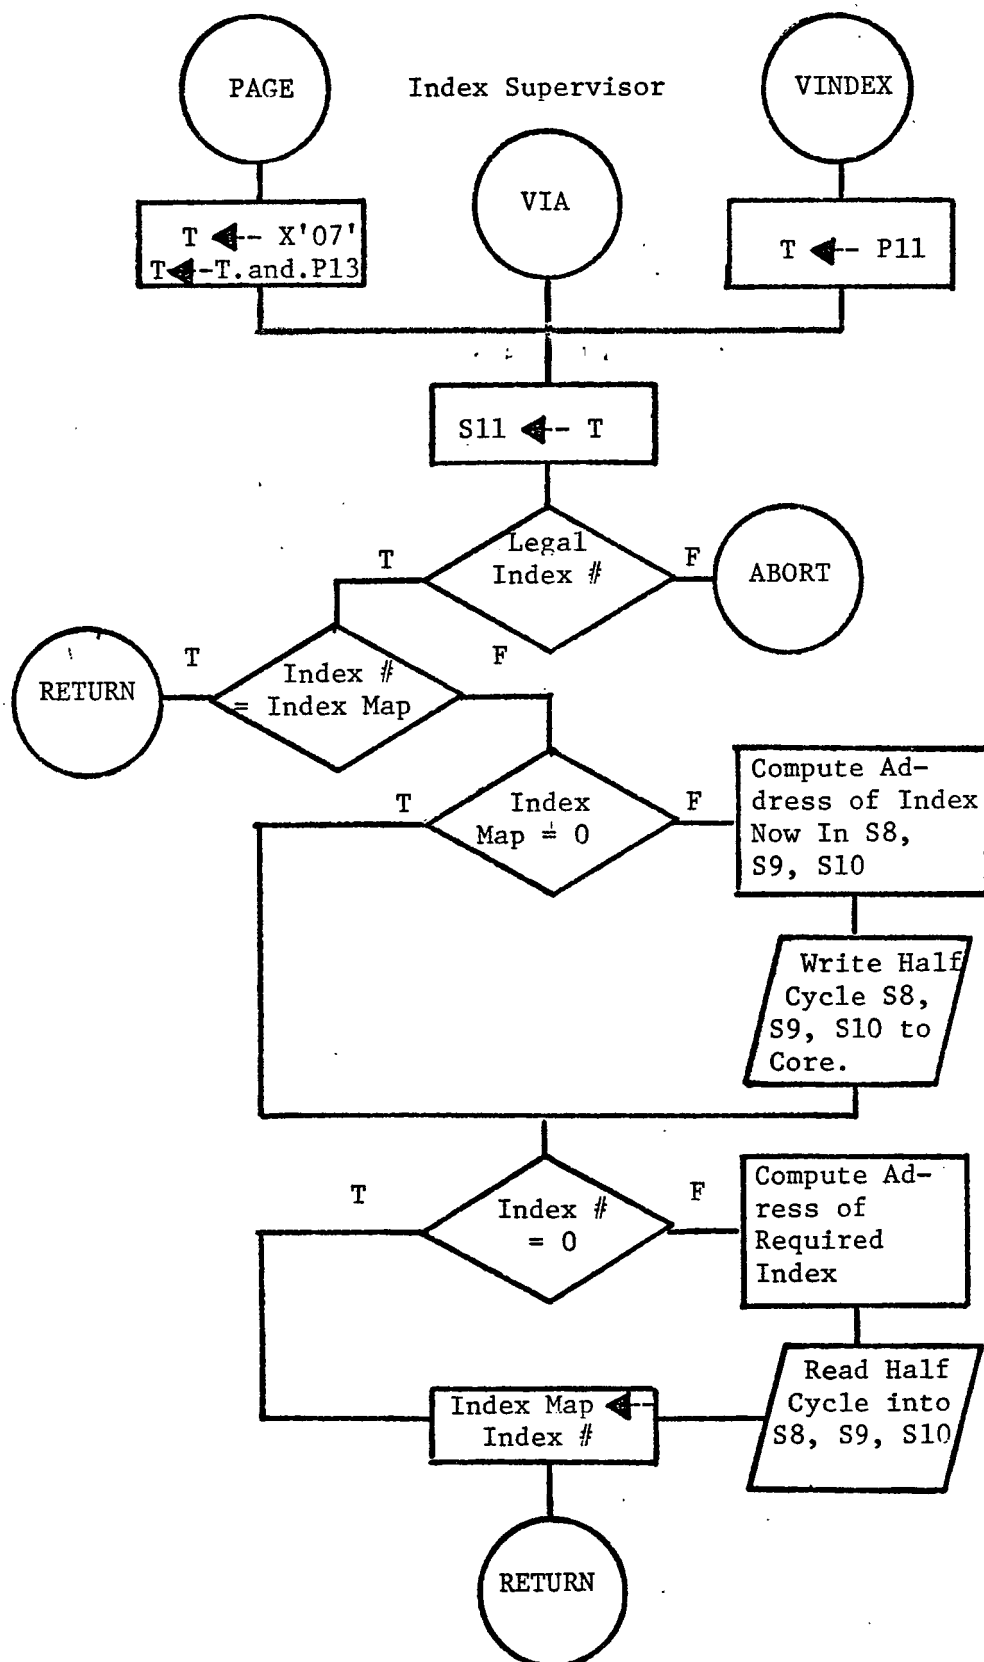 PAGE
Index Supervisor
VINDEX
VIA
T ◄-- X'07'
T◄--T.and.P13
T ◄-- P11
S11 ◄-- T
Legal
Index #
T
F
ABORT
RETURN
T
Index #
= Index Map
F
T
Index
Map = 0
F
Compute Ad-
dress of Index
Now In S8,
S9, S10
Write Half
Cycle S8,
S9, S10 to
Core.
T
Index #
= 0
F
Compute Ad-
ress of
Required
Index
Read Half
Cycle into
S8, S9, S10
Index Map ◄--
Index #
RETURN